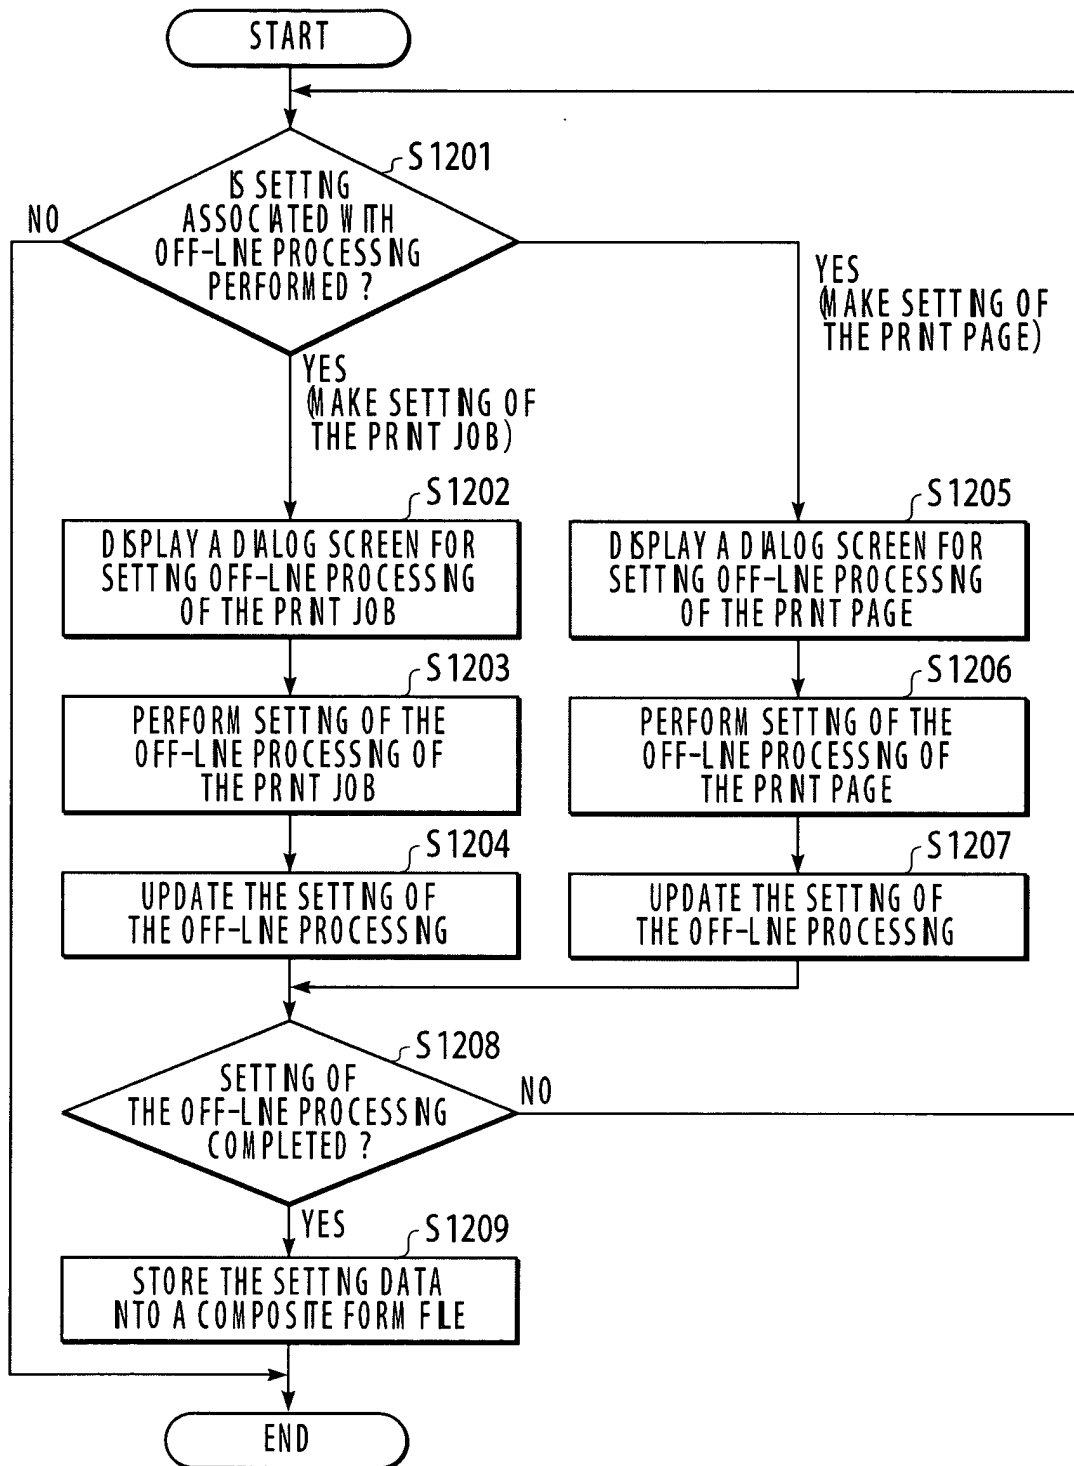 START
S1201
IS SETTING
ASSOCIATED WITH
OFF-LINE PROCESSING
PERFORMED ?
NO
YES
(MAKE SETTING OF
THE PRINT PAGE)
YES
(MAKE SETTING OF
THE PRINT JOB)
S1202
DISPLAY A DIALOG SCREEN FOR
SETTING OFF-LINE PROCESSING
OF THE PRINT JOB
S1205
DISPLAY A DIALOG SCREEN FOR
SETTING OFF-LINE PROCESSING
OF THE PRINT PAGE
S1203
PERFORM SETTING OF THE
OFF-LINE PROCESSING OF
THE PRINT JOB
S1206
PERFORM SETTING OF THE
OFF-LINE PROCESSING OF
THE PRINT PAGE
S1204
UPDATE THE SETTING OF
THE OFF-LINE PROCESSING
S1207
UPDATE THE SETTING OF
THE OFF-LINE PROCESSING
S1208
SETTING OF
THE OFF-LINE PROCESSING
COMPLETED ?
NO
YES
S1209
STORE THE SETTING DATA
INTO A COMPOSITE FORM FILE
END